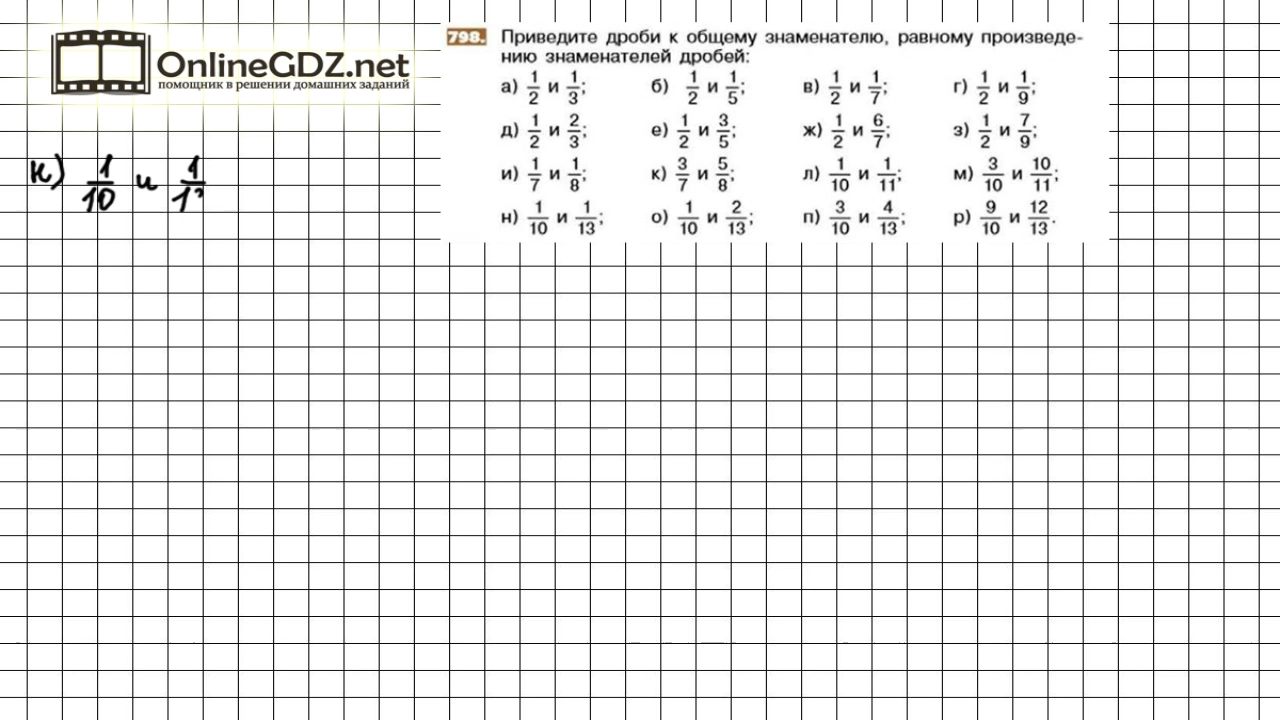 OnlineGDZ.net
помощник в решении домашних заданий
798. Приведите дроби к общему знаменателю, равному произведе-
нию знаменателей дробей:
а) 1/2 и 1/3; б) 1/2 и 1/5; в) 1/2 и 1/7; г) 1/2 и 1/9;
д) 1/2 и 2/3; е) 1/2 и 3/5; ж) 1/2 и 6/7; з) 1/2 и 7/9;
и) 1/7 и 1/8; к) 3/7 и 5/8; л) 1/10 и 1/11; м) 3/10 и 10/11;
н) 1/10 и 1/13; о) 1/10 и 2/13; п) 3/10 и 4/13; р) 9/10 и 12/13.
н) 1/10 и